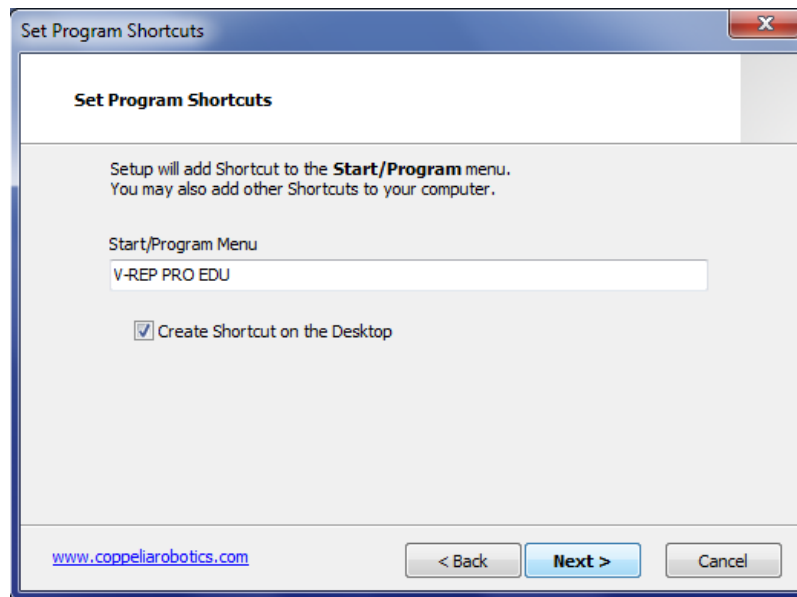 Set Program Shortcuts
Set Program Shortcuts
Setup will add Shortcut to the Start/Program menu.
You may also add other Shortcuts to your computer.
Start/Program Menu
V-REP PRO EDU
Create Shortcut on the Desktop
www.coppeliarobotics.com
< Back
Next >
Cancel